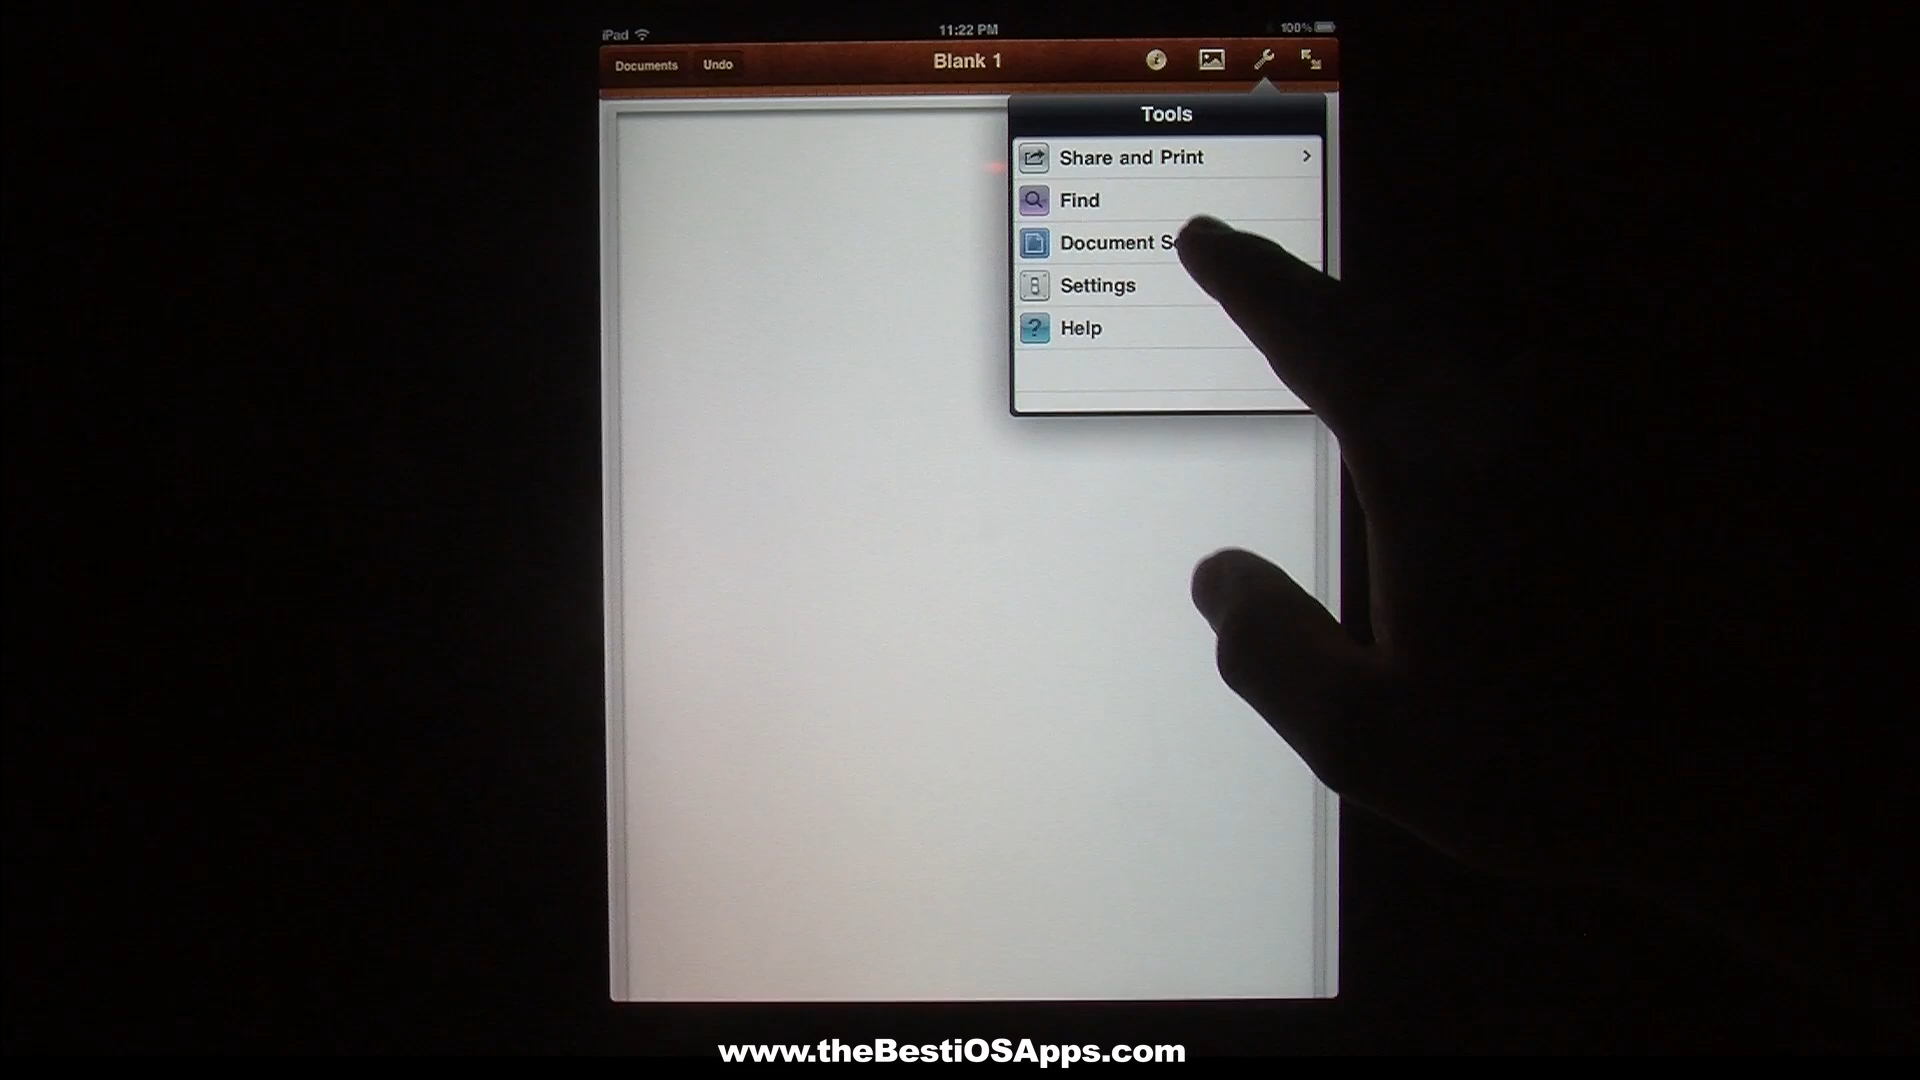 iPad 11:22 PM 100%
Documents Undo Blank 1
Tools
Share and Print
Find
Document
Settings
Help
www.theBestiOSApps.com